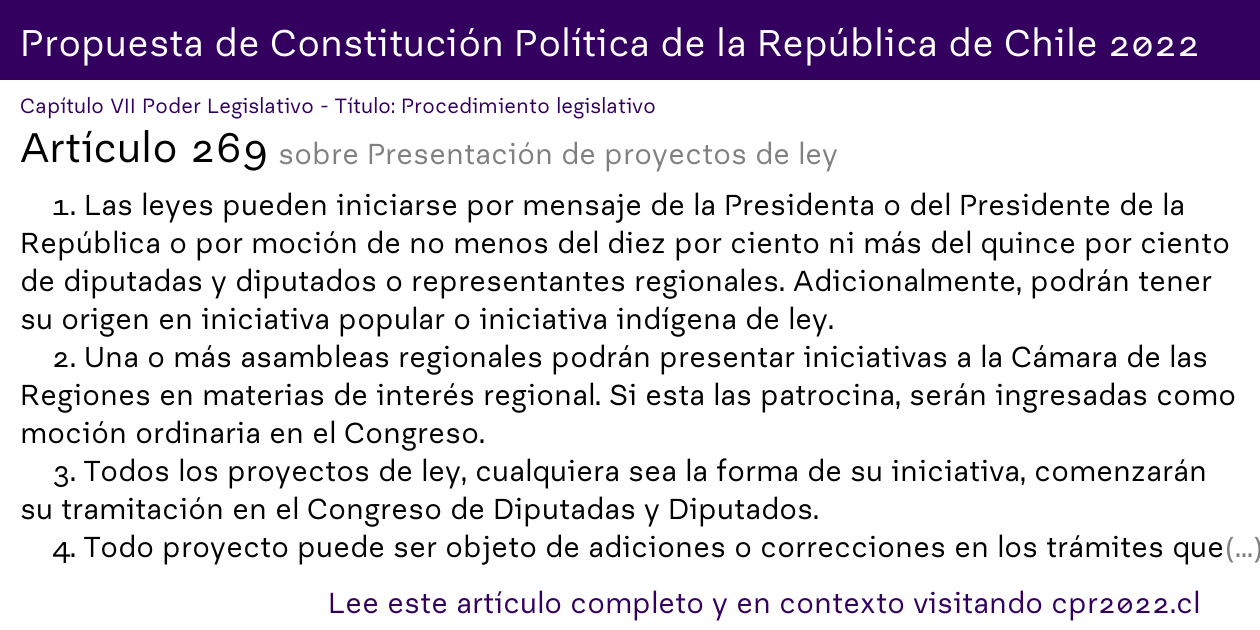 Propuesta de Constitución Política de la República de Chile 2022
Capítulo VII Poder Legislativo - Título: Procedimiento legislativo
Artículo 269 sobre Presentación de proyectos de ley
1. Las leyes pueden iniciarse por mensaje de la Presidenta o del Presidente de la
República o por moción de no menos del diez por ciento ni más del quince por ciento
de diputadas y diputados o representantes regionales. Adicionalmente, podrán tener
su origen en iniciativa popular o iniciativa indígena de ley.
2. Una o más asambleas regionales podrán presentar iniciativas a la Cámara de las
Regiones en materias de interés regional. Si esta las patrocina, serán ingresadas como
moción ordinaria en el Congreso.
3. Todos los proyectos de ley, cualquiera sea la forma de su iniciativa, comenzarán
su tramitación en el Congreso de Diputadas y Diputados.
4. Todo proyecto puede ser objeto de adiciones o correcciones en los trámites que(...)
Lee este artículo completo y en contexto visitando cpr2022.cl